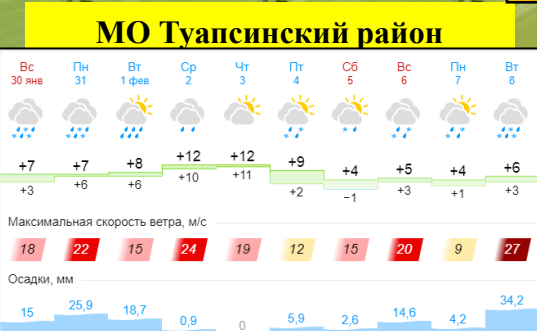 МО Туапсинский район
Вс Пн Вт Ср Чт Пт Сб Вс Пн Вт
30 янв 31 1 фев 2 3 4 5 6 7 8
+7 +7 +8 +12 +12 +9 +4 +5 +4 +6
+3 +6 +6 +10 +11 +2 −1 +3 +1 +3
Максимальная скорость ветра, м/с
18 22 15 24 19 12 15 20 9 27
Осадки, мм
15 25,9 18,7 0,9 0 5,9 2,6 14,6 4,2 34,2